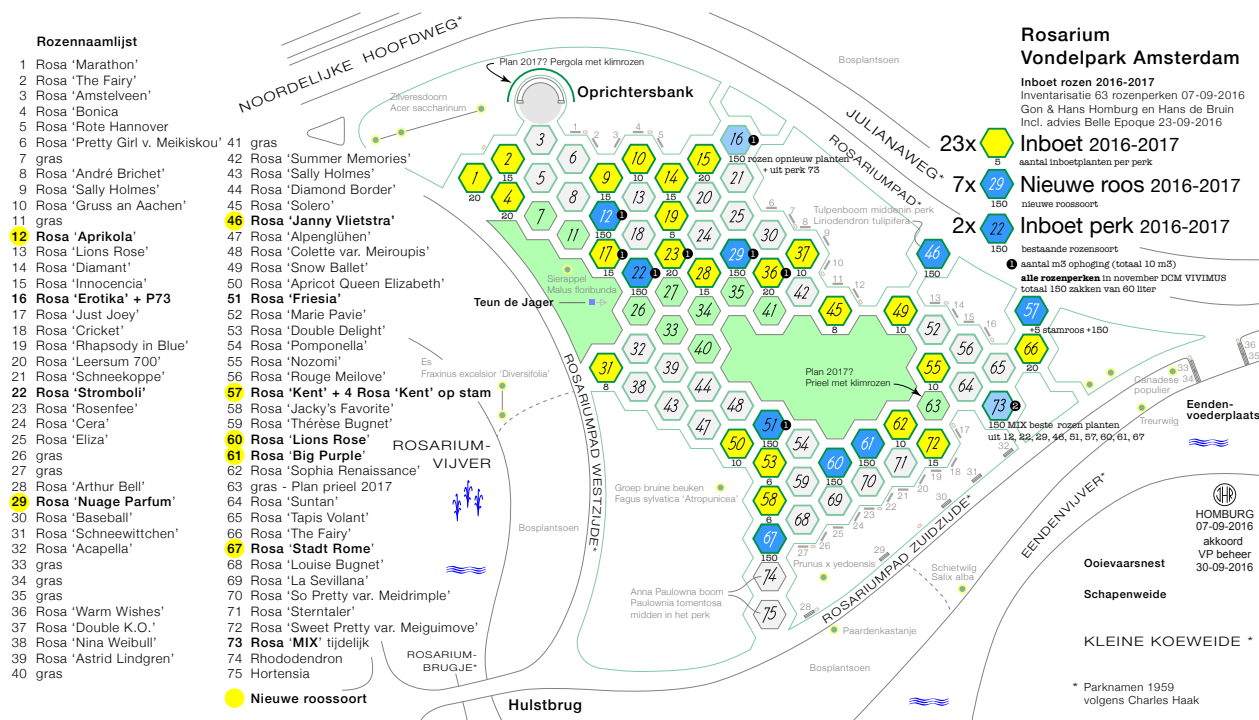 Rozennaamlijst
1 Rosa ‘Marathon’
2 Rosa ‘The Fairy’
3 Rosa ‘Amstelveen’
4 Rosa ‘Bonica
5 Rosa ‘Rote Hannover
6 Rosa ‘Pretty Girl v. Meikiskou’
7 gras
8 Rosa ‘André Brichet’
9 Rosa ‘Sally Holmes’
10 Rosa ‘Gruss an Aachen’
11 gras
12 Rosa ‘Aprikola’
13 Rosa ‘Lions Rose’
14 Rosa ‘Diamant’
15 Rosa ‘Innocencia’
16 Rosa ‘Erotika’ + P73
17 Rosa ‘Just Joey’
18 Rosa ‘Cricket’
19 Rosa ‘Rhapsody in Blue’
20 Rosa ‘Leersum 700’
21 Rosa ‘Schneekoppe’
22 Rosa ‘Stromboli’
23 Rosa ‘Rosenfee’
24 Rosa ‘Cera’
25 Rosa ‘Eliza’
26 gras
27 gras
28 Rosa ‘Arthur Bell’
29 Rosa ‘Nuage Parfum’
30 Rosa ‘Baseball’
31 Rosa ‘Schneewittchen’
32 Rosa ‘Acapella’
33 gras
34 gras
35 gras
36 Rosa ‘Warm Wishes’
37 Rosa ‘Double K.O.’
38 Rosa ‘Nina Weibull’
39 Rosa ‘Astrid Lindgren’
40 gras
41 gras
42 Rosa ‘Summer Memories’
43 Rosa ‘Sally Holmes’
44 Rosa ‘Diamond Border’
45 Rosa ‘Solero’
46 Rosa ‘Janny Vlietstra’
47 Rosa ‘Alpenglühen’
48 Rosa ‘Colette var. Meiroupis’
49 Rosa ‘Snow Ballet’
50 Rosa ‘Apricot Queen Elizabeth’
51 Rosa ‘Friesia’
52 Rosa ‘Marie Pavie’
53 Rosa ‘Double Delight’
54 Rosa ‘Pomponella’
55 Rosa ‘Nozomi’
56 Rosa ‘Rouge Meilove’
57 Rosa ‘Kent’ + 4 Rosa ‘Kent’ op stam
58 Rosa ‘Jacky’s Favorite’
59 Rosa ‘Thérèse Bugnet’
60 Rosa ‘Lions Rose’
61 Rosa ‘Big Purple’
62 Rosa ‘Sophia Renaissance’
63 gras - Plan prieel 2017
64 Rosa ‘Suntan’
65 Rosa ‘Tapis Volant’
66 Rosa ‘The Fairy’
67 Rosa ‘Stadt Rome’
68 Rosa ‘Louise Bugnet’
69 Rosa ‘La Sevillana’
70 Rosa ‘So Pretty var. Meidrimple’
71 Rosa ‘Sterntaler’
72 Rosa ‘Sweet Pretty var. Meiguimove’
73 Rosa ‘MIX’ tijdelijk
74 Rhododendron
75 Hortensia
Nieuwe roossoort
NOORDELIJKE HOOFDWEG*
Plan 2017? Pergola met klimrozen
Oprichtersbank
Zilveresdoorn
Acer saccharinum
Bosplantsoen
JULIANAWEG*
ROSARIUMPAD*
Tulpenboom midden in perk
Liriodendron tulipifera
150 rozen opnieuw planten
+ uit perk 73
Sierappel
Malus floribunda
Teun de Jager
Es
Fraxinus excelsior ‘Diversifolia’
ROSARIUM-
VIJVER
ROSARIUMPAD WESTZIJDE*
Bosplantsoen
Plan 2017?
Prieel met klimrozen
+5 stamroos +150
150 MIX beste rozen planten
uit 12, 22, 29, 46, 51, 57, 60, 61, 67
Canadese
populier
Treurwilg
Eenden-
voederplaats
Groep bruine beuken
Fagus sylvatica ‘Atropunicea’
Prunus x yedoensis
Anna Paulowna boom
Paulownia tomentosa
midden in het perk
ROSARIUMPAD ZUIDZIJDE*
EENDENVIJVER*
Schietwilg
Salix alba
Paardenkastanje
Bosplantsoen
ROSARIUM-
BRUGJE*
Hulstbrug
Rosarium
Vondelpark Amsterdam
Inboet rozen 2016-2017
Inventarisatie 63 rozenperken 07-09-2016
Gon & Hans Homburg en Hans de Bruin
Incl. advies Belle Epoque 23-09-2016
23x 5 Inboet 2016-2017
aantal inboetplanten per perk
7x 29 150 Nieuwe roos 2016-2017
nieuwe roossoort
2x 22 150 Inboet perk 2016-2017
bestaande rozensoort
1 aantal m3 ophoging (totaal 10 m3)
alle rozenperken in november DCM VIVIMUS
totaal 150 zakken van 60 liter
JHR
HOMBURG
07-09-2016
akkoord
VP beheer
30-09-2016
Ooievaarsnest
Schapenweide
KLEINE KOEWEIDE *
* Parknamen 1959
volgens Charles Haak